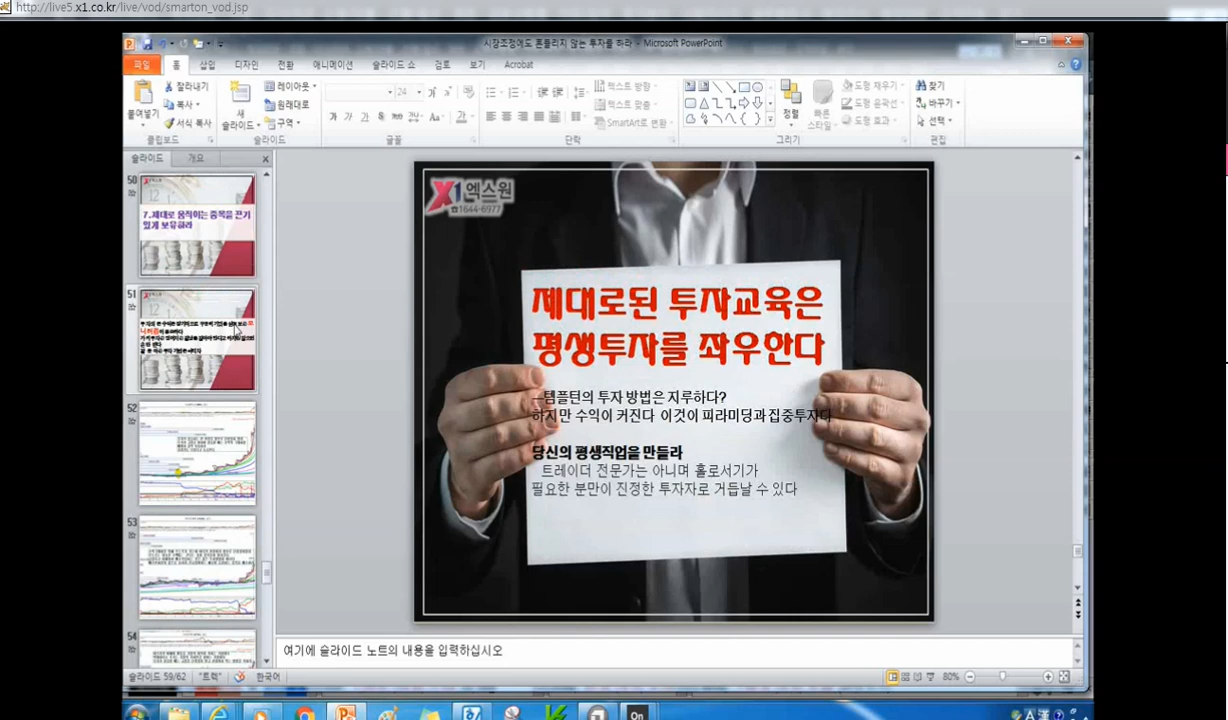 http://live5.x1.co.kr/live/vod/smarton_vod.jsp
시장조정에도 흔들리지 않는 투자를 하라 - Microsoft PowerPoint
파일 홈 삽입 디자인 전환 애니메이션 슬라이드 쇼 검토 보기 Acrobat
붙여넣기 잘라내기 복사 서식 복사
클립보드
새 슬라이드 레이아웃 원래대로 구역
슬라이드
24
가 가 가
글꼴
텍스트 방향
텍스트 맞춤
SmartArt로 변환
단락
정렬 빠른 스타일
도형 채우기
도형 윤곽선
도형 효과
그리기
찾기
바꾸기
선택
편집
슬라이드 개요
50
7.제대로 움직이는 종목을 끈기
있게 보유하라
51
52
53
54
X1 엑스원
☎1644-6977
제대로된 투자교육은
평생투자를 좌우한다
—템플턴의 투자 방법은 지루하다?
하지만 수익이 커진다 이것이 피라미딩과 집중투자다
당신의 평생직업을 만들라
트레이더 전문가는 아니며 홀로서기가
필요한 분만이 진정한 투자자로 거듭날 수 있다
여기에 슬라이드 노트의 내용을 입력하십시오
슬라이드 59/62 "트랙" 한국어 80%
On
A 漢